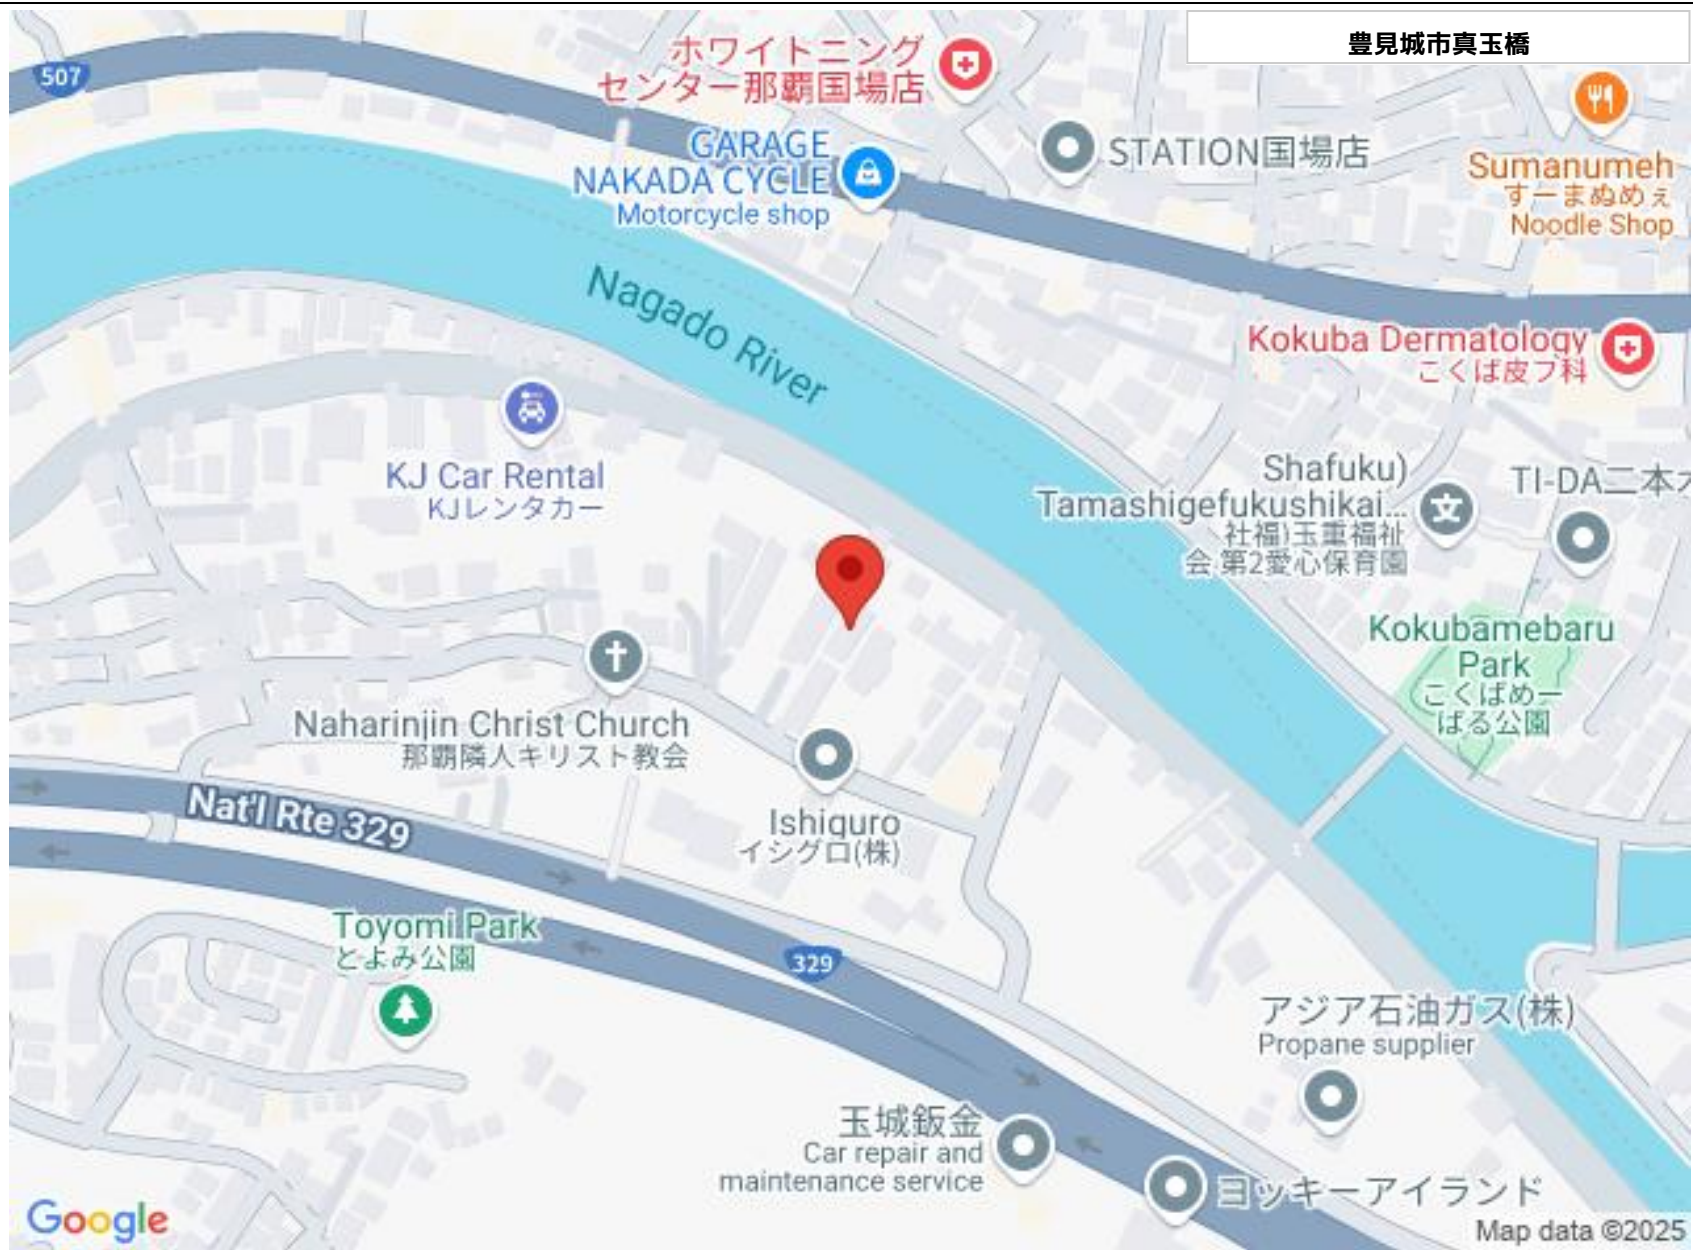 豊見城市真玉橋
507
ホワイトニング
センター那覇国場店
GARAGE
NAKADA CYCLE
Motorcycle shop
STATION国場店
Sumanumeh
すーまぬめぇ
Noodle Shop
Nagado River
Kokuba Dermatology
こくば皮フ科
KJ Car Rental
KJレンタカー
Shafuku)
Tamashigefukushikai...
社福)玉重福祉
会 第2愛心保育園
TI-DA二本
Kokubamebaru
Park
こくばめー
ばる公園
Naharinjin Christ Church
那覇隣人キリスト教会
Nat'l Rte 329
Ishiguro
イシグロ(株)
Toyomi Park
とよみ公園
329
アジア石油ガス(株)
Propane supplier
玉城鈑金
Car repair and
maintenance service
ヨッキーアイランド
Google
Map data ©2025